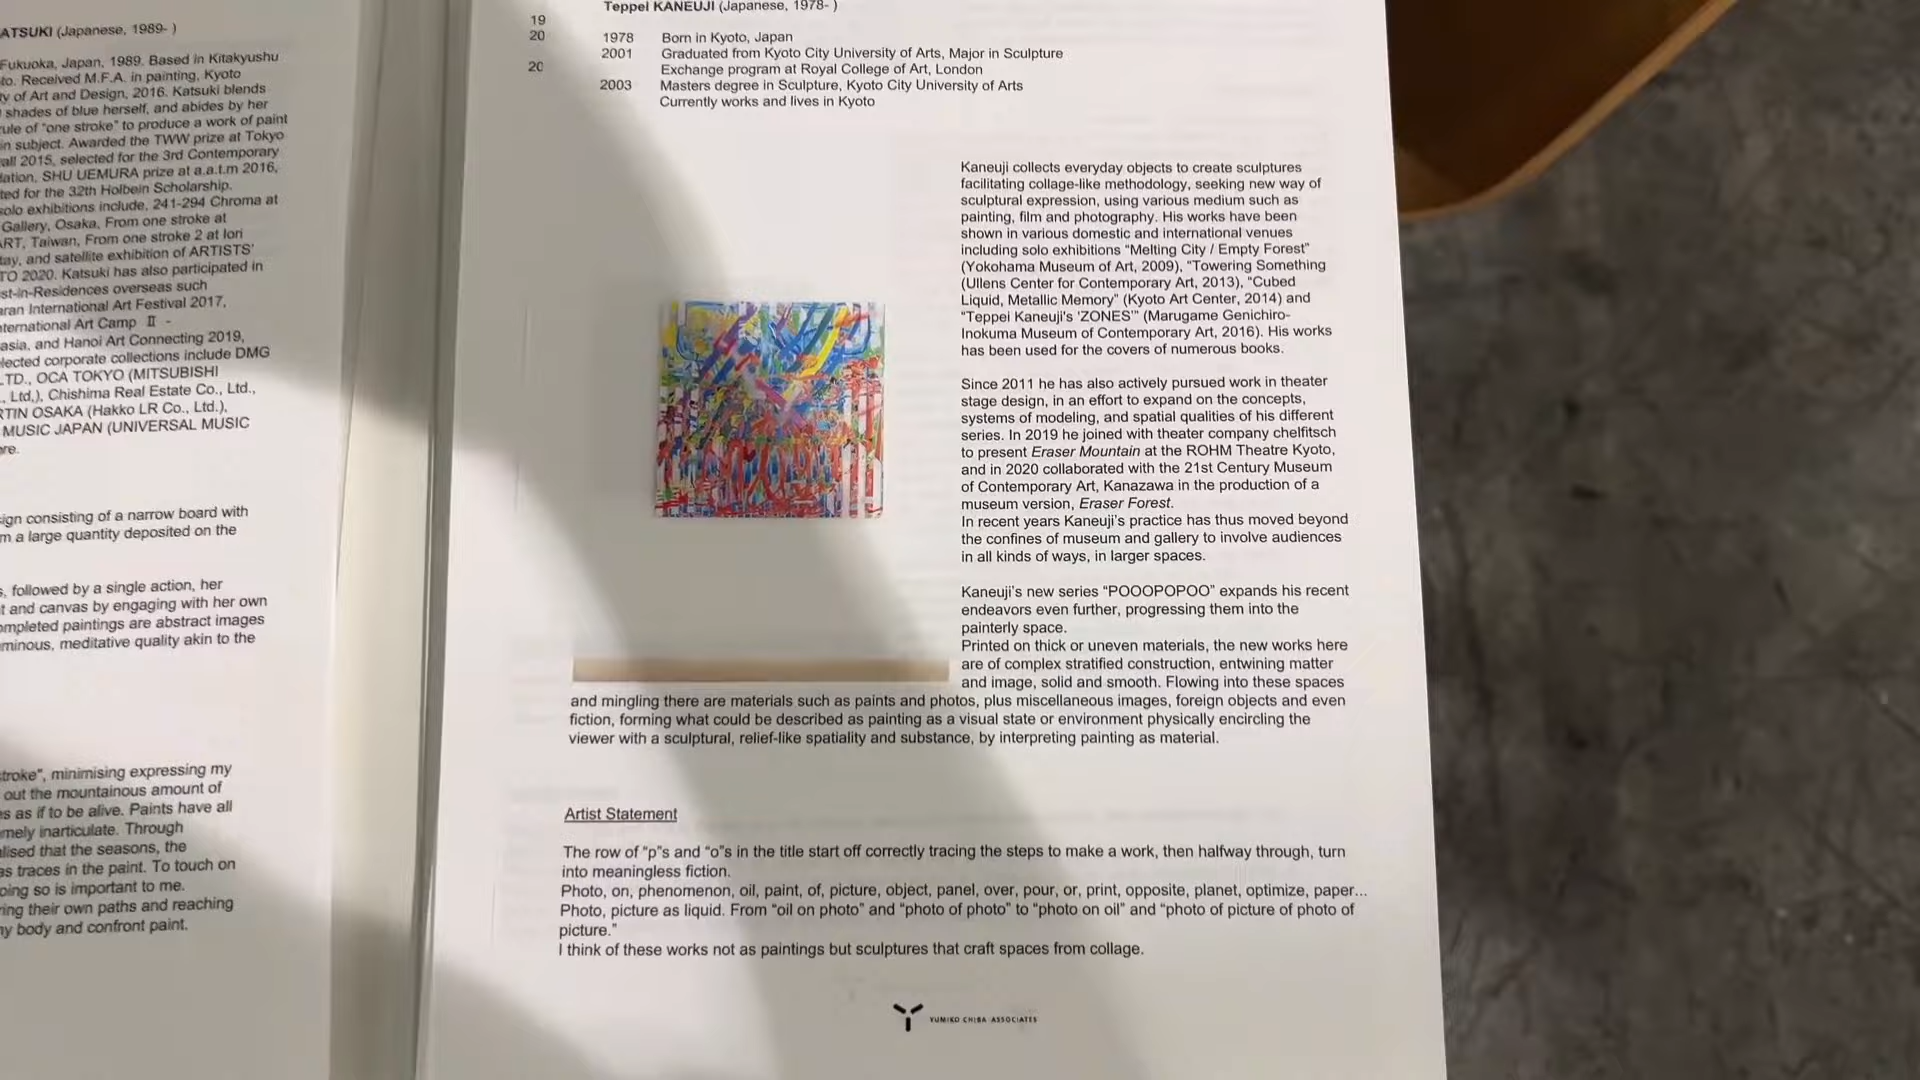 ATSUKI (Japanese, 1989- )
Fukuoka, Japan, 1989. Based in Kitakyushu
to. Received M.F.A. in painting, Kyoto
ty of Art and Design, 2016. Katsuki blends
shades of blue herself, and abides by her
rule of "one stroke" to produce a work of paint
in subject. Awarded the TWW prize at Tokyo
all 2015, selected for the 3rd Contemporary
dation, SHU UEMURA prize at a.a.t.m 2016,
ted for the 32th Holbein Scholarship.
solo exhibitions include, 241-294 Chroma at
Gallery, Osaka, From one stroke at
ART, Taiwan, From one stroke 2 at Iori
tay, and satellite exhibition of ARTISTS'
TO 2020. Katsuki has also participated in
st-in-Residences overseas such
aran International Art Festival 2017,
nternational Art Camp Ⅱ -
asia, and Hanoi Art Connecting 2019,
elected corporate collections include DMG
LTD., OCA TOKYO (MITSUBISHI
., Ltd,), Chishima Real Estate Co., Ltd.,
RTIN OSAKA (Hakko LR Co., Ltd.),
MUSIC JAPAN (UNIVERSAL MUSIC
ore.
sign consisting of a narrow board with
m a large quantity deposited on the
s, followed by a single action, her
t and canvas by engaging with her own
ompleted paintings are abstract images
minous, meditative quality akin to the
stroke", minimising expressing my
out the mountainous amount of
es as if to be alive. Paints have all
mely inarticulate. Through
alised that the seasons, the
as traces in the paint. To touch on
oing so is important to me.
ring their own paths and reaching
ny body and confront paint.
19
20
20
Teppei KANEUJI (Japanese, 1978- )
1978 Born in Kyoto, Japan
2001 Graduated from Kyoto City University of Arts, Major in Sculpture
Exchange program at Royal College of Art, London
2003 Masters degree in Sculpture, Kyoto City University of Arts
Currently works and lives in Kyoto
Kaneuji collects everyday objects to create sculptures
facilitating collage-like methodology, seeking new way of
sculptural expression, using various medium such as
painting, film and photography. His works have been
shown in various domestic and international venues
including solo exhibitions “Melting City / Empty Forest”
(Yokohama Museum of Art, 2009), “Towering Something
(Ullens Center for Contemporary Art, 2013), “Cubed
Liquid, Metallic Memory” (Kyoto Art Center, 2014) and
“Teppei Kaneuji's 'ZONES'” (Marugame Genichiro-
Inokuma Museum of Contemporary Art, 2016). His works
has been used for the covers of numerous books.
Since 2011 he has also actively pursued work in theater
stage design, in an effort to expand on the concepts,
systems of modeling, and spatial qualities of his different
series. In 2019 he joined with theater company chelfitsch
to present Eraser Mountain at the ROHM Theatre Kyoto,
and in 2020 collaborated with the 21st Century Museum
of Contemporary Art, Kanazawa in the production of a
museum version, Eraser Forest.
In recent years Kaneuji's practice has thus moved beyond
the confines of museum and gallery to involve audiences
in all kinds of ways, in larger spaces.
Kaneuji's new series “POOOPOPOO” expands his recent
endeavors even further, progressing them into the
painterly space.
Printed on thick or uneven materials, the new works here
are of complex stratified construction, entwining matter
and image, solid and smooth. Flowing into these spaces
and mingling there are materials such as paints and photos, plus miscellaneous images, foreign objects and even
fiction, forming what could be described as painting as a visual state or environment physically encircling the
viewer with a sculptural, relief-like spatiality and substance, by interpreting painting as material.
Artist Statement
The row of “p”s and “o”s in the title start off correctly tracing the steps to make a work, then halfway through, turn
into meaningless fiction.
Photo, on, phenomenon, oil, paint, of, picture, object, panel, over, pour, or, print, opposite, planet, optimize, paper...
Photo, picture as liquid. From “oil on photo” and “photo of photo” to “photo on oil” and “photo of picture of photo of
picture.”
I think of these works not as paintings but sculptures that craft spaces from collage.
YUMIKO CHIBA ASSOCIATES